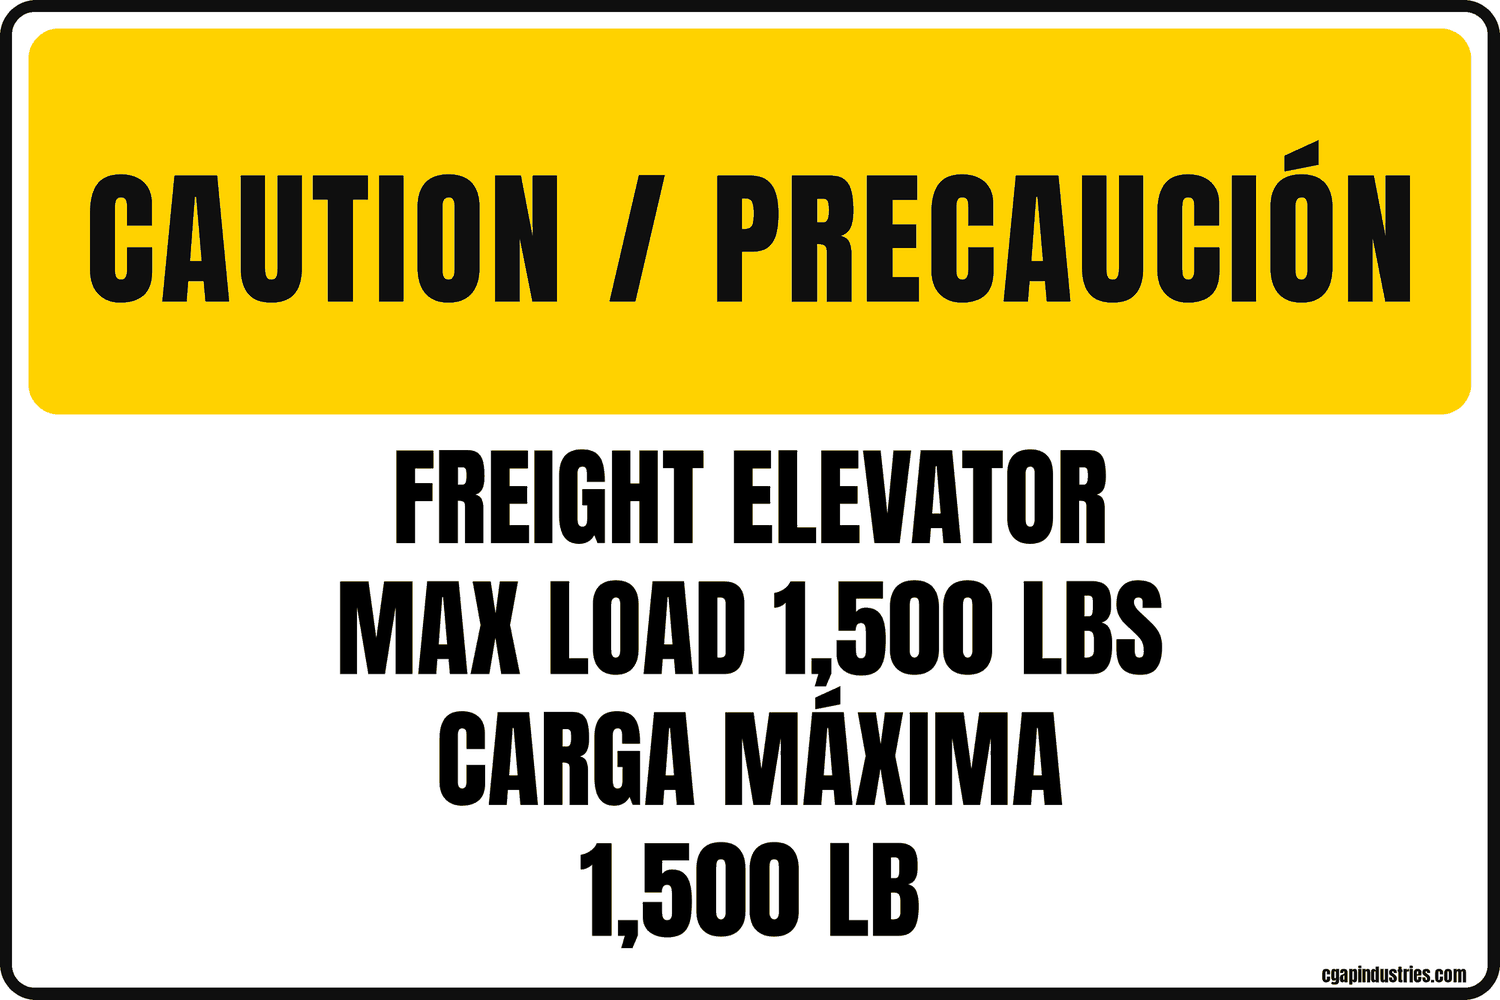 CAUTION / PRECAUCIÓN
FREIGHT ELEVATOR
MAX LOAD 1,500 LBS
CARGA MÁXIMA
1,500 LB
cgapindustries.com